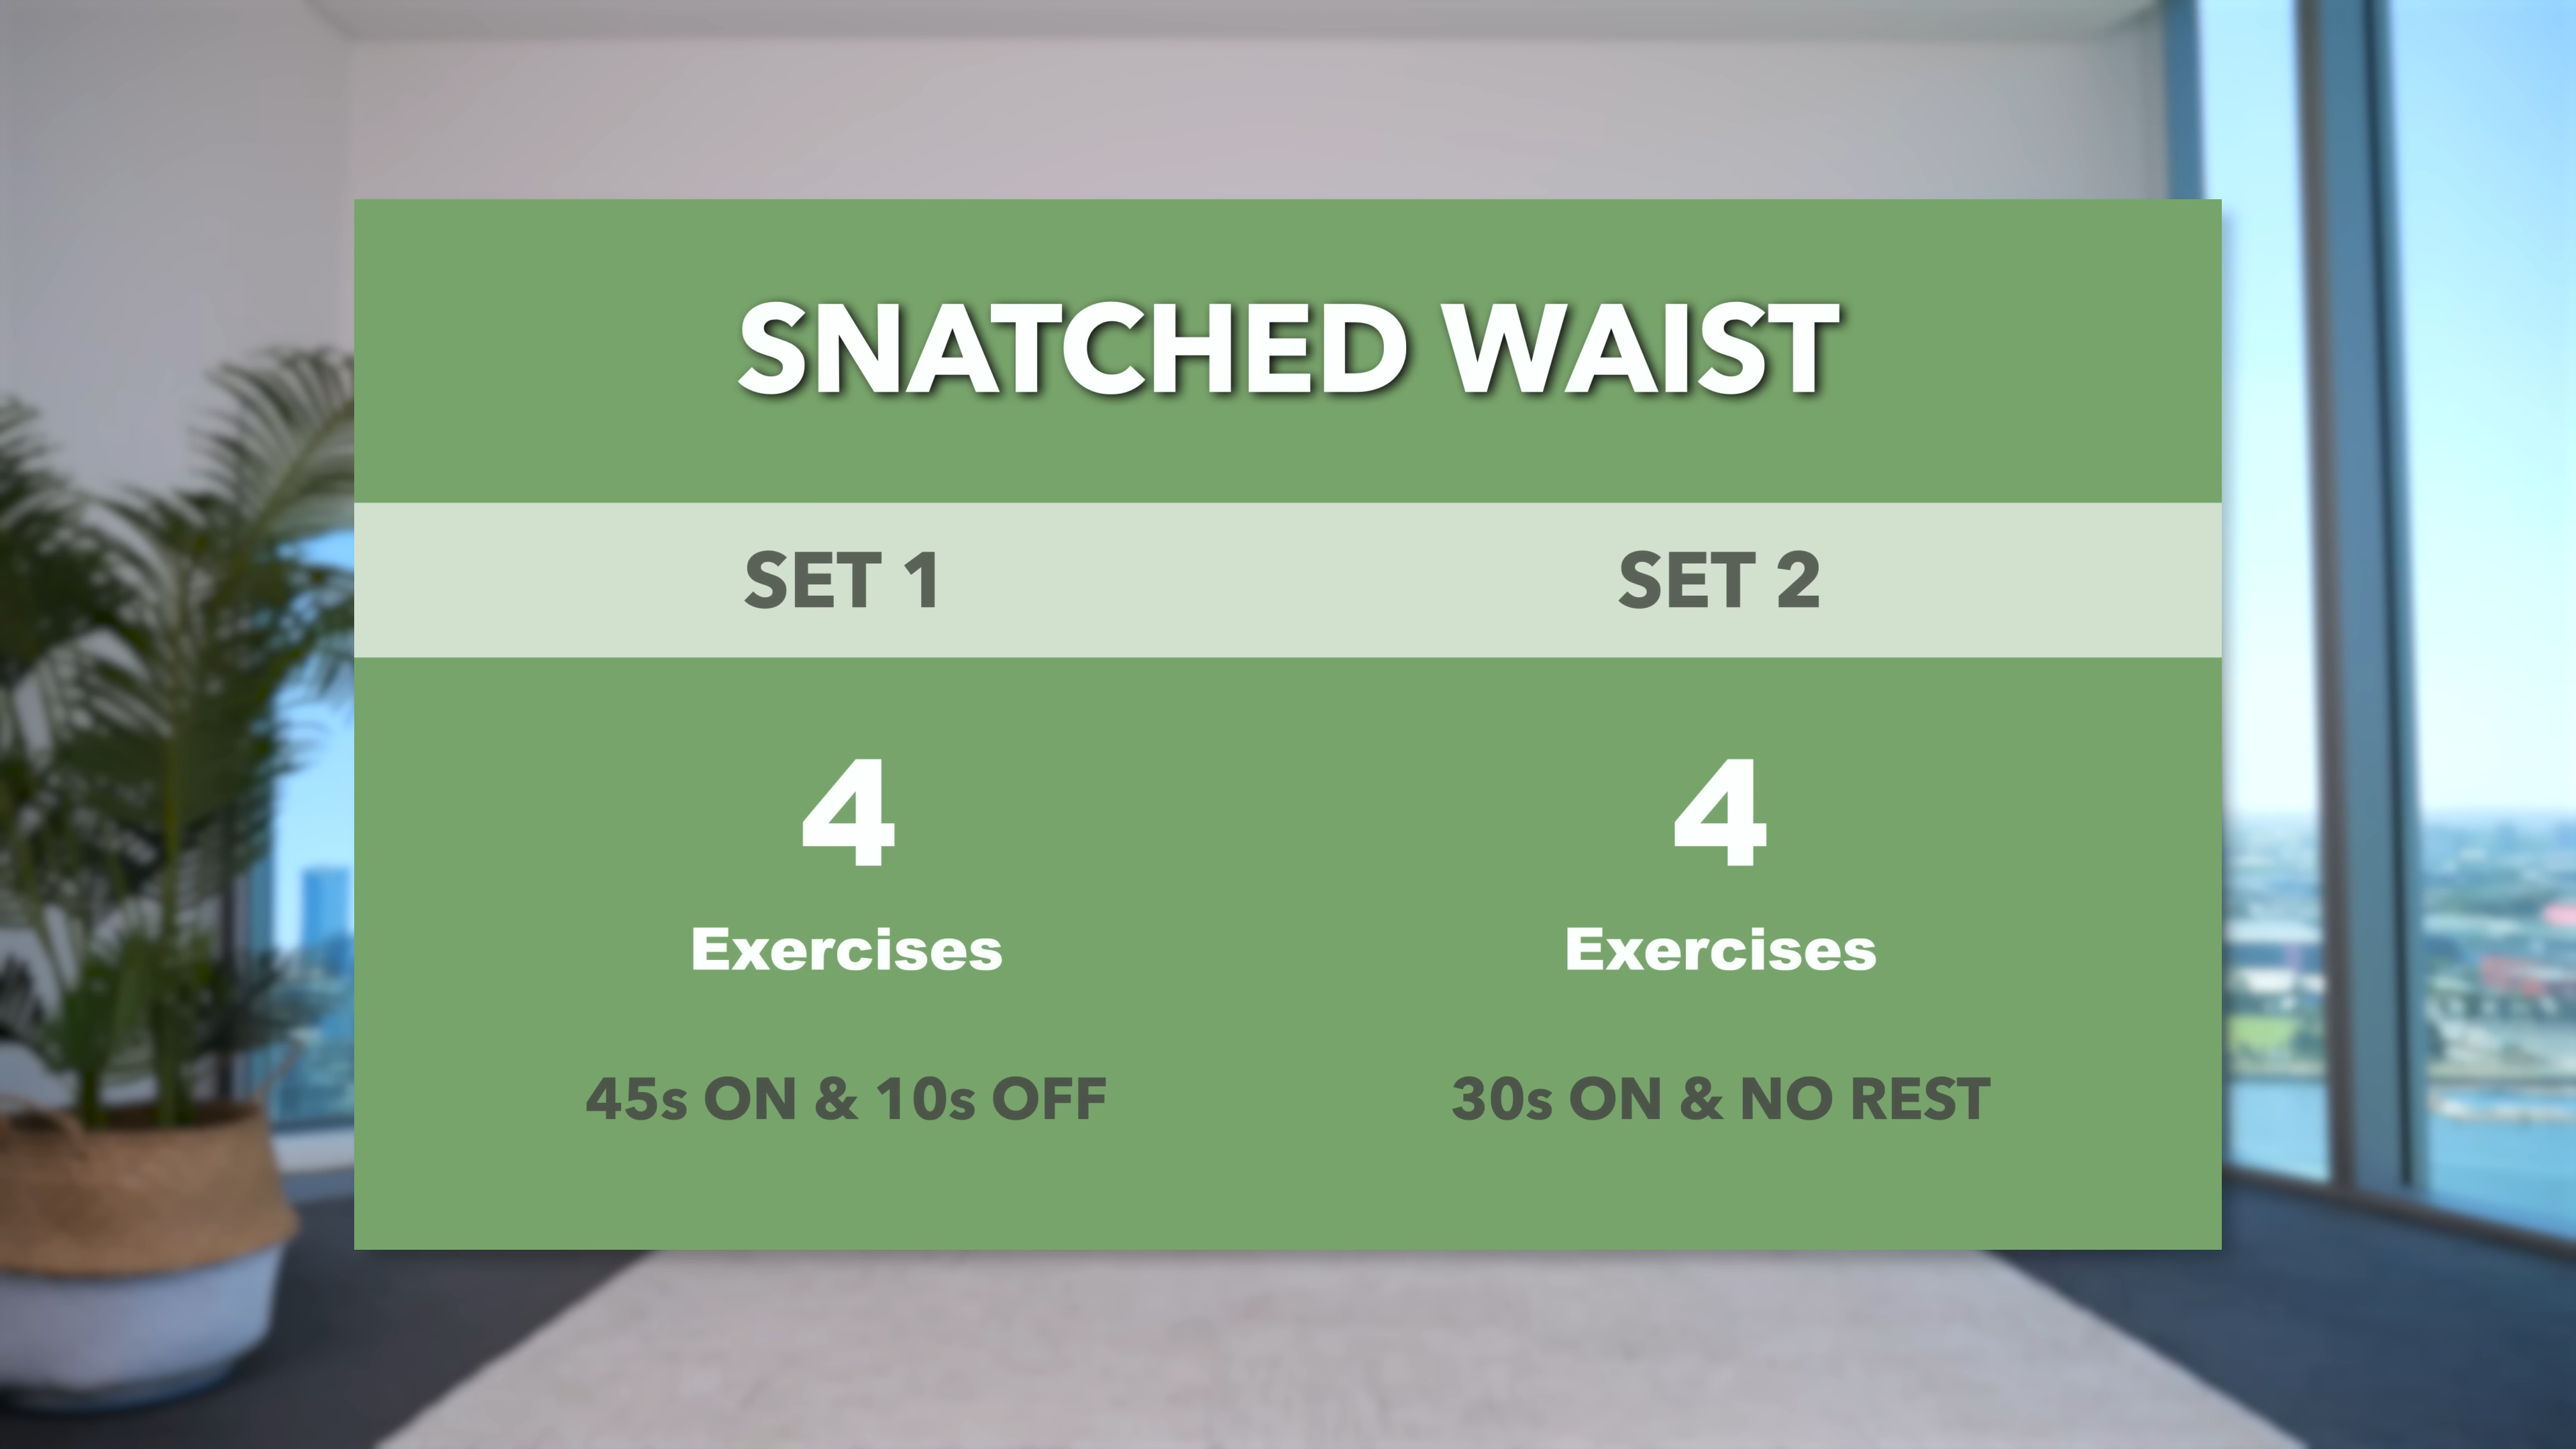 SNATCHED WAIST
SET 1
SET 2
4
Exercises
45s ON & 10s OFF
4
Exercises
30s ON & NO REST